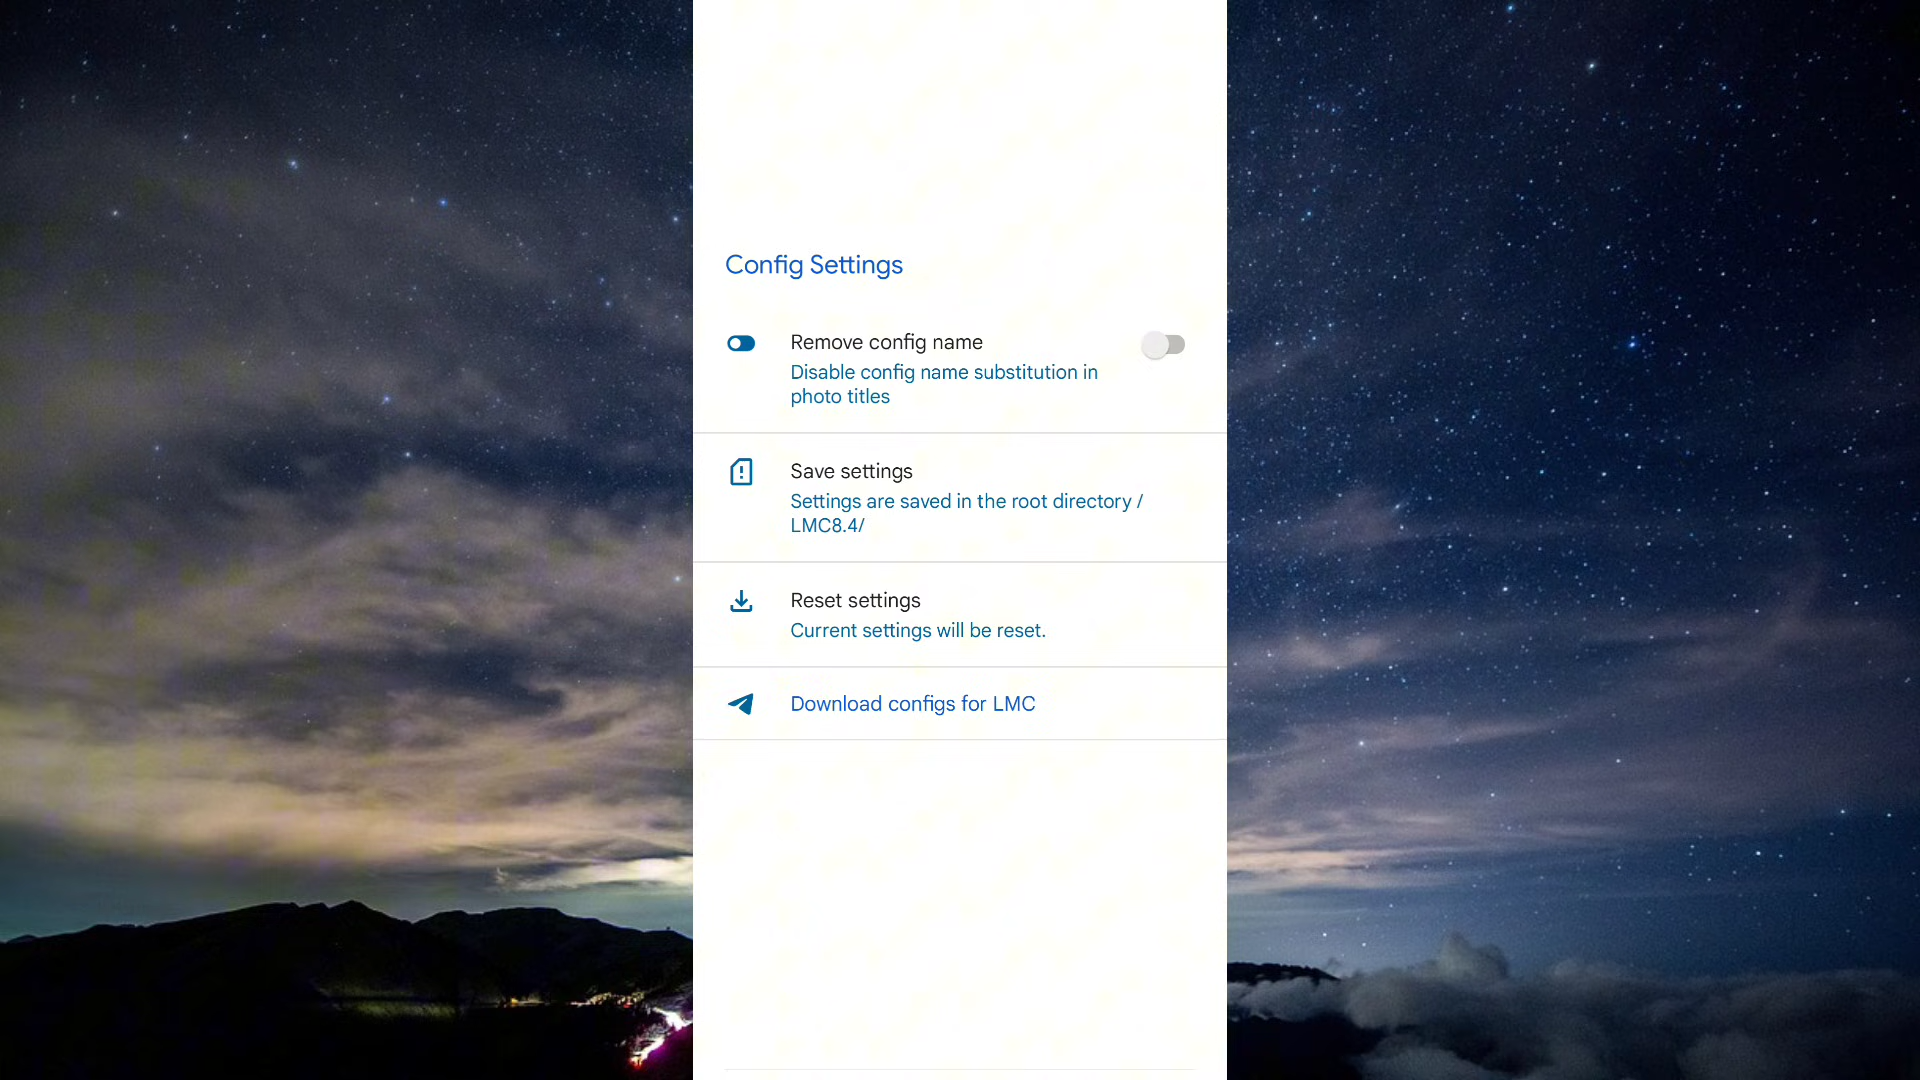 Config Settings
Remove config name
Disable config name substitution in
photo titles
Save settings
Settings are saved in the root directory /
LMC8.4/
Reset settings
Current settings will be reset.
Download configs for LMC